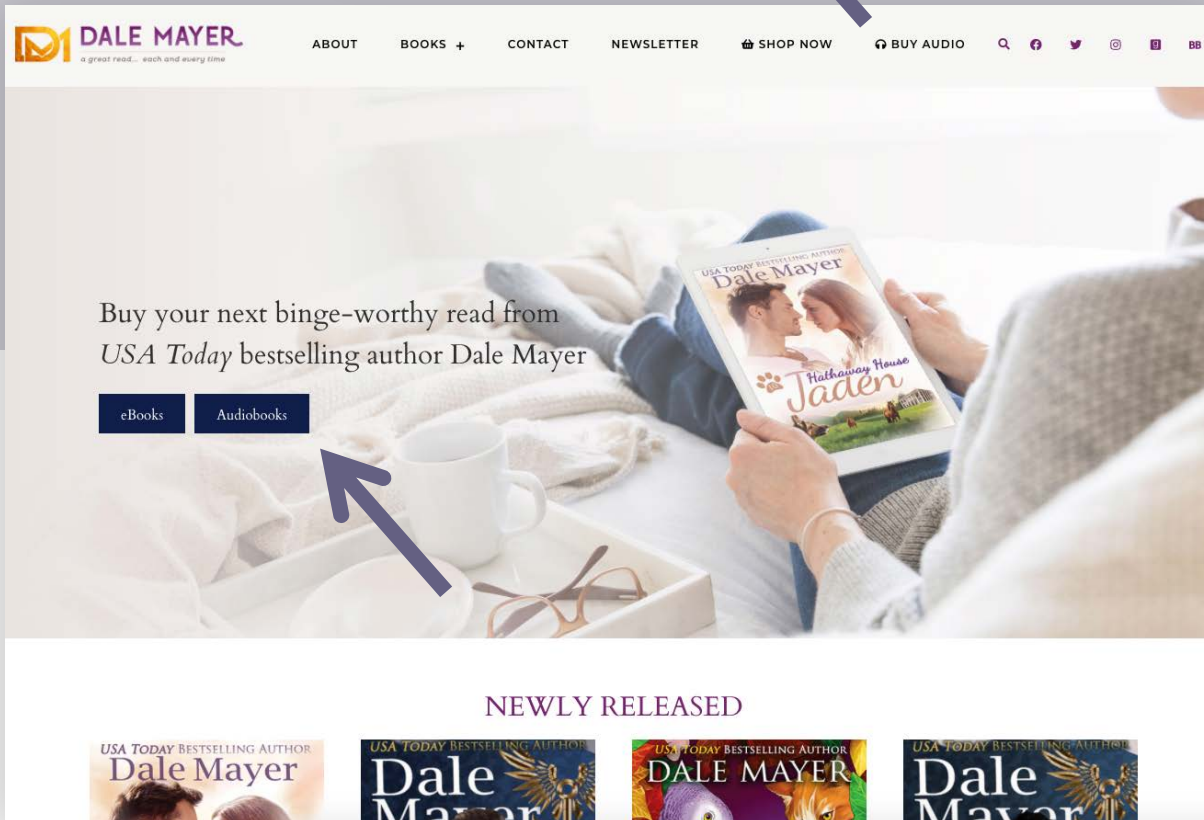 DALE MAYER
a great read... each and every time
ABOUT
BOOKS +
CONTACT
NEWSLETTER
SHOP NOW
BUY AUDIO
BB
Buy your next binge-worthy read from
USA Today bestselling author Dale Mayer
eBooks
Audiobooks
USA TODAY BESTSELLING AUTHOR
Dale Mayer
Hathaway House
Jaden
NEWLY RELEASED
USA TODAY BESTSELLING AUTHOR
Dale Mayer
USA TODAY BESTSELLING AUTHOR
Dale
Mayer
USA TODAY BESTSELLING AUTHOR
DALE MAYER
USA TODAY BESTSELLING AUTHOR
Dale
Mayer